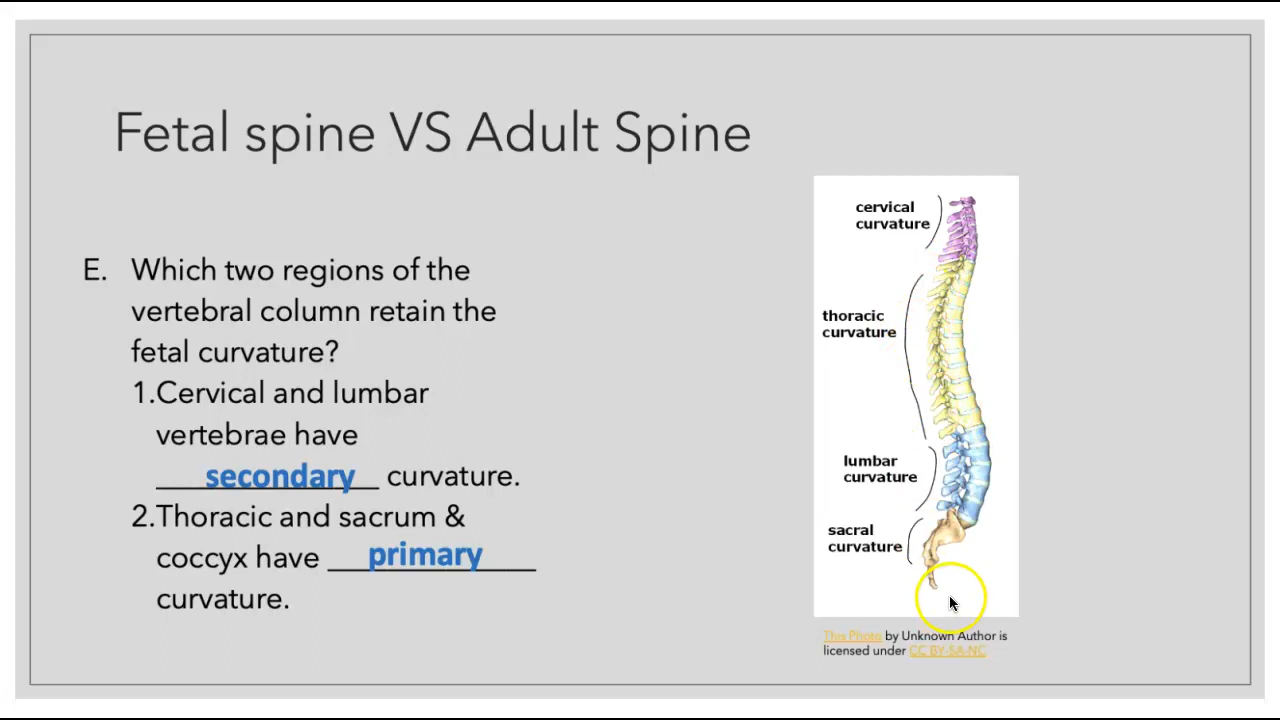 Fetal spine VS Adult Spine
E. Which two regions of the
vertebral column retain the
fetal curvature?
1.Cervical and lumbar
vertebrae have
______secondary______ curvature.
2.Thoracic and sacrum &
coccyx have ______primary______
curvature.
cervical
curvature
thoracic
curvature
lumbar
curvature
sacral
curvature
This Photo by Unknown Author is
licensed under CC BY-SA-NC